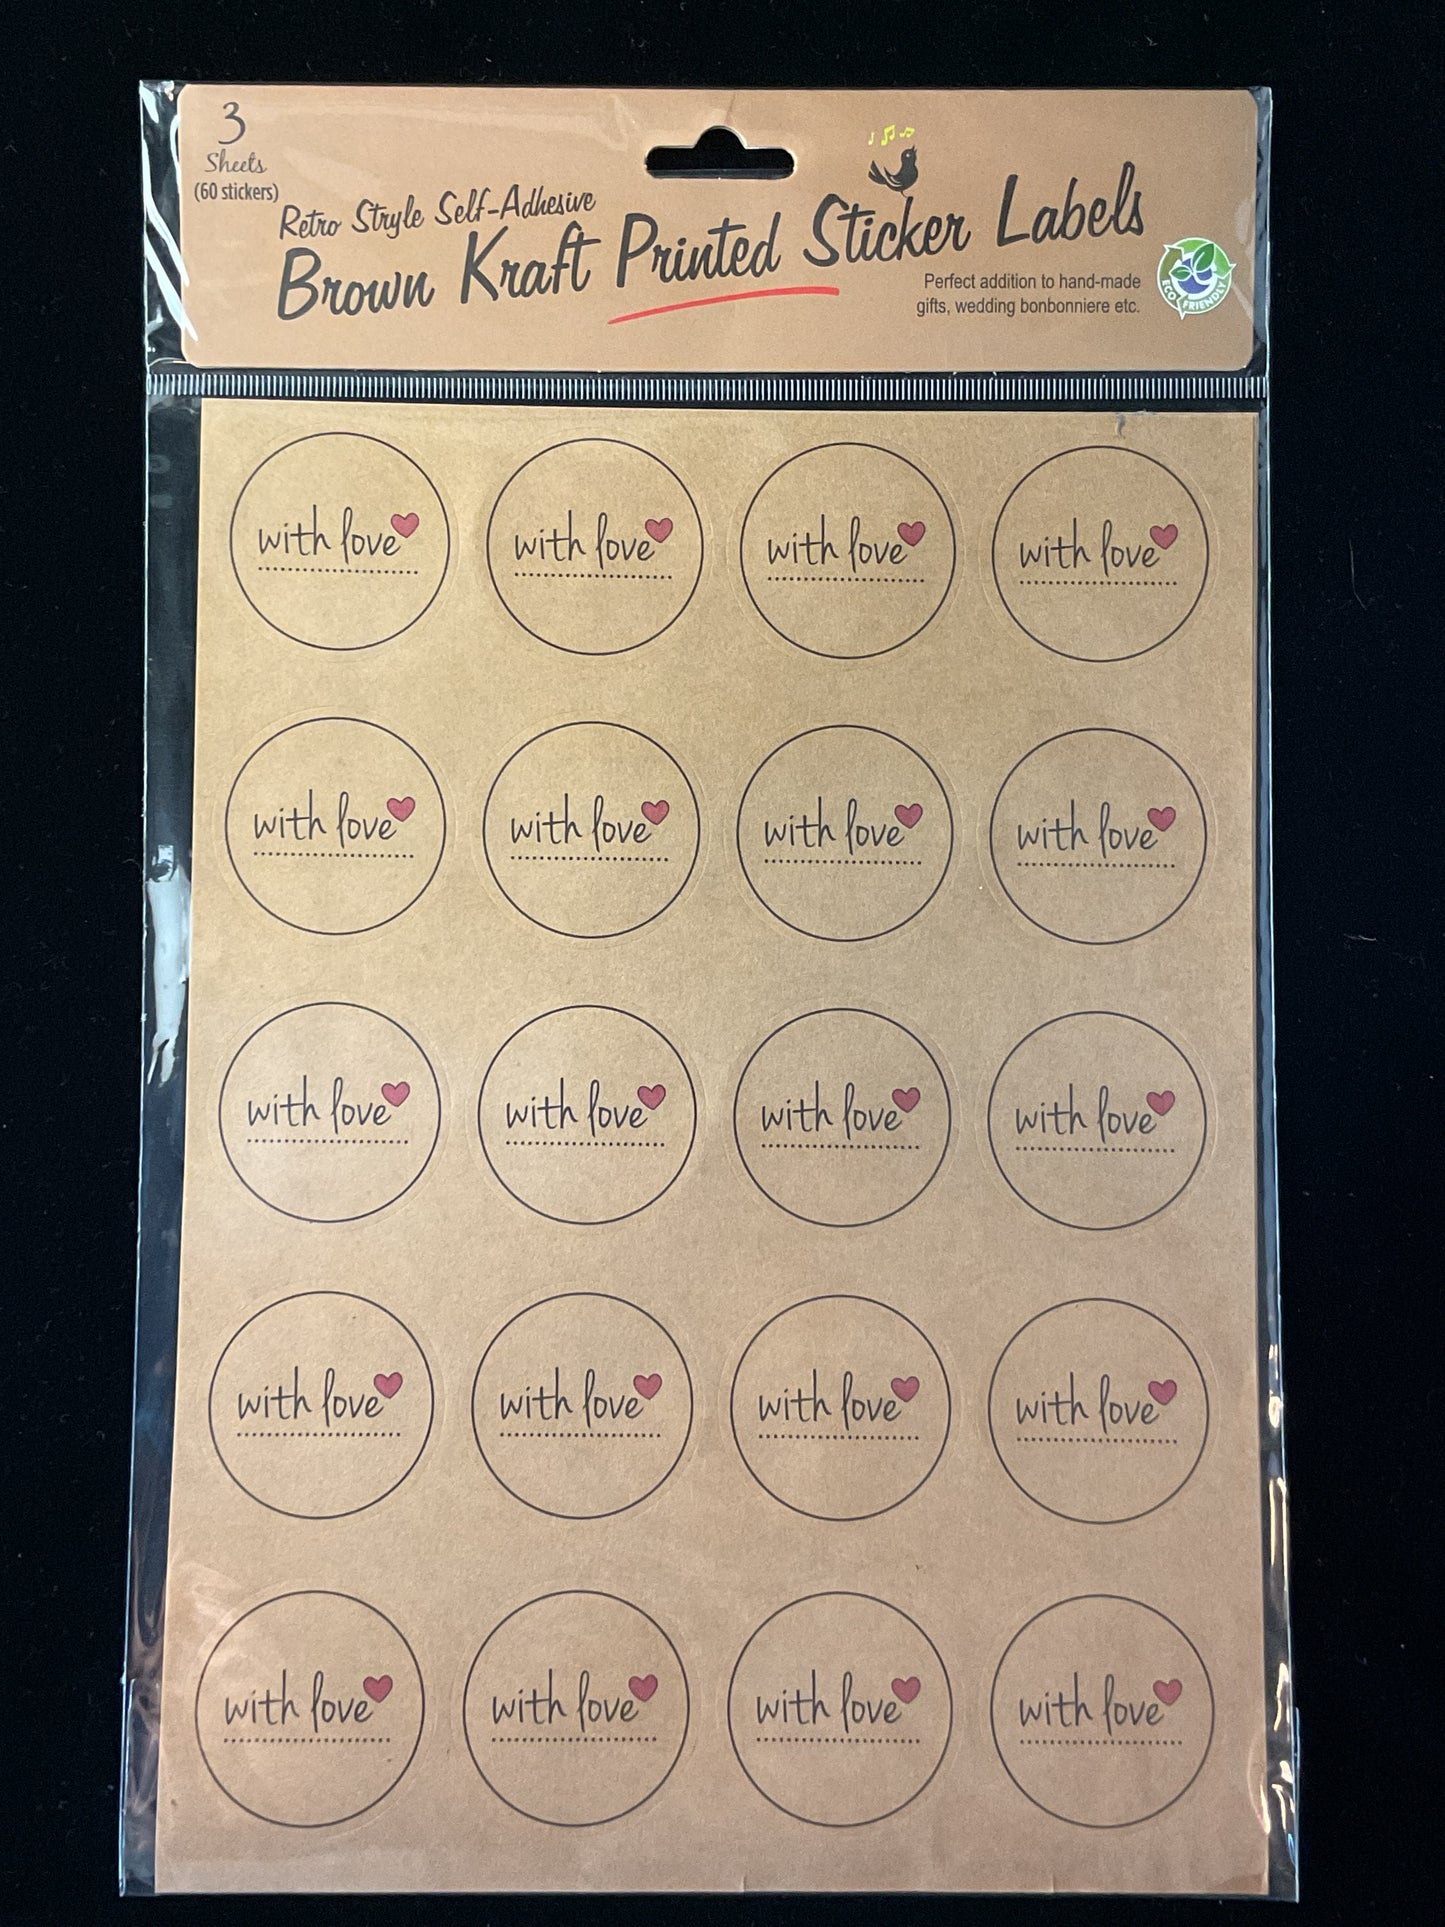 3
Sheets
(60 stickers)
Retro Stryle Self-Adhesive
Brown Kraft Printed Sticker Labels
Perfect addition to hand-made
gifts, wedding bonbonniere etc.
ECO FRIENDLY
with love with love with love with love
with love with love with love with love
with love with love with love with love
with love with love with love with love
with love with love with love with love